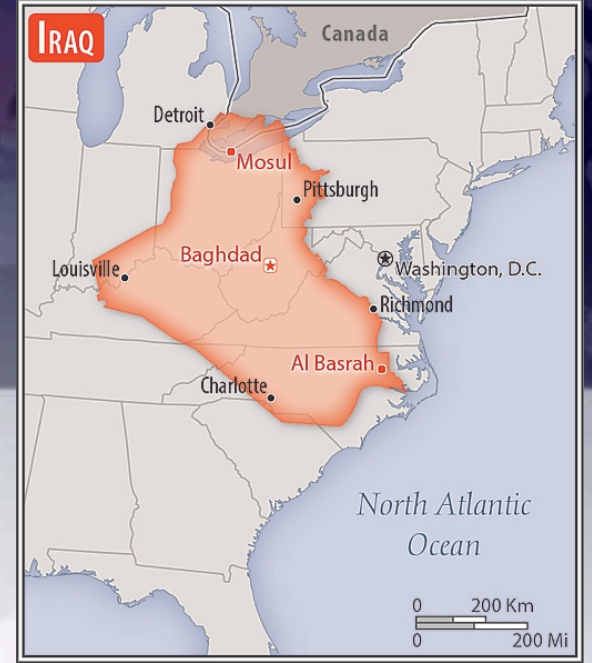 IRAQ
Canada
Detroit
Mosul
Pittsburgh
Baghdad
Louisville
Washington, D.C.
Richmond
Al Basrah
Charlotte
North Atlantic
Ocean
0 200 Km
0 200 Mi